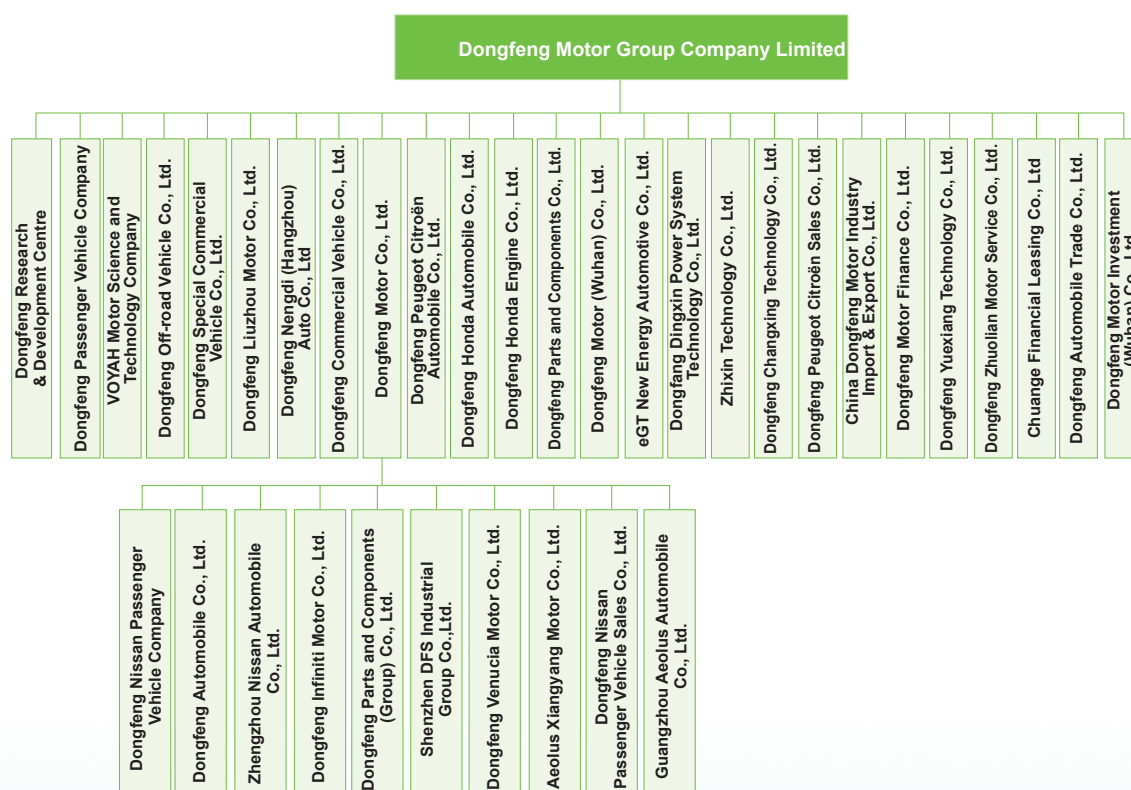 Dongfeng Motor Group Company Limited
Dongfeng Research
& Development Centre
Dongfeng Passenger Vehicle Company
VOYAH Motor Science and
Technology Company
Dongfeng Off-road Vehicle Co., Ltd.
Dongfeng Special Commercial
Vehicle Co., Ltd.
Dongfeng Liuzhou Motor Co., Ltd.
Dongfeng Nengdi (Hangzhou)
Auto Co., Ltd
Dongfeng Commercial Vehicle Co., Ltd.
Dongfeng Motor Co., Ltd.
Dongfeng Peugeot Citroën
Automobile Co., Ltd.
Dongfeng Honda Automobile Co., Ltd.
Dongfeng Honda Engine Co., Ltd.
Dongfeng Parts and Components Co., Ltd.
Dongfeng Motor (Wuhan) Co., Ltd.
eGT New Energy Automotive Co., Ltd.
Dongfang Dingxin Power System
Technology Co., Ltd.
Zhixin Technology Co., Ltd.
Dongfeng Changxing Technology Co., Ltd.
Dongfeng Peugeot Citroën Sales Co., Ltd.
China Dongfeng Motor Industry
Import & Export Co., Ltd.
Dongfeng Motor Finance Co., Ltd.
Dogfeng Yuexiang Technology Co., Ltd.
Dongfeng Zhuolian Motor Service Co., Ltd.
Chuange Financial Leasing Co., Ltd
Dongfeng Automobile Trade Co., Ltd.
Dongfeng Motor Investment
(Wuhan) Co., Ltd.
Dongfeng Nissan Passenger
Vehicle Company
Dongfeng Automobile Co., Ltd.
Zhengzhou Nissan Automobile
Co., Ltd.
Dongfeng Infiniti Motor Co., Ltd.
Dongfeng Parts and Components
(Group) Co., Ltd.
Shenzhen DFS Industrial
Group Co.,Ltd.
Dongfeng Venucia Motor Co., Ltd.
Aeolus Xiangyang Motor Co., Ltd.
Dongfeng Nissan
Passenger Vehicle Sales Co., Ltd.
Guangzhou Aeolus Automobile
Co., Ltd.